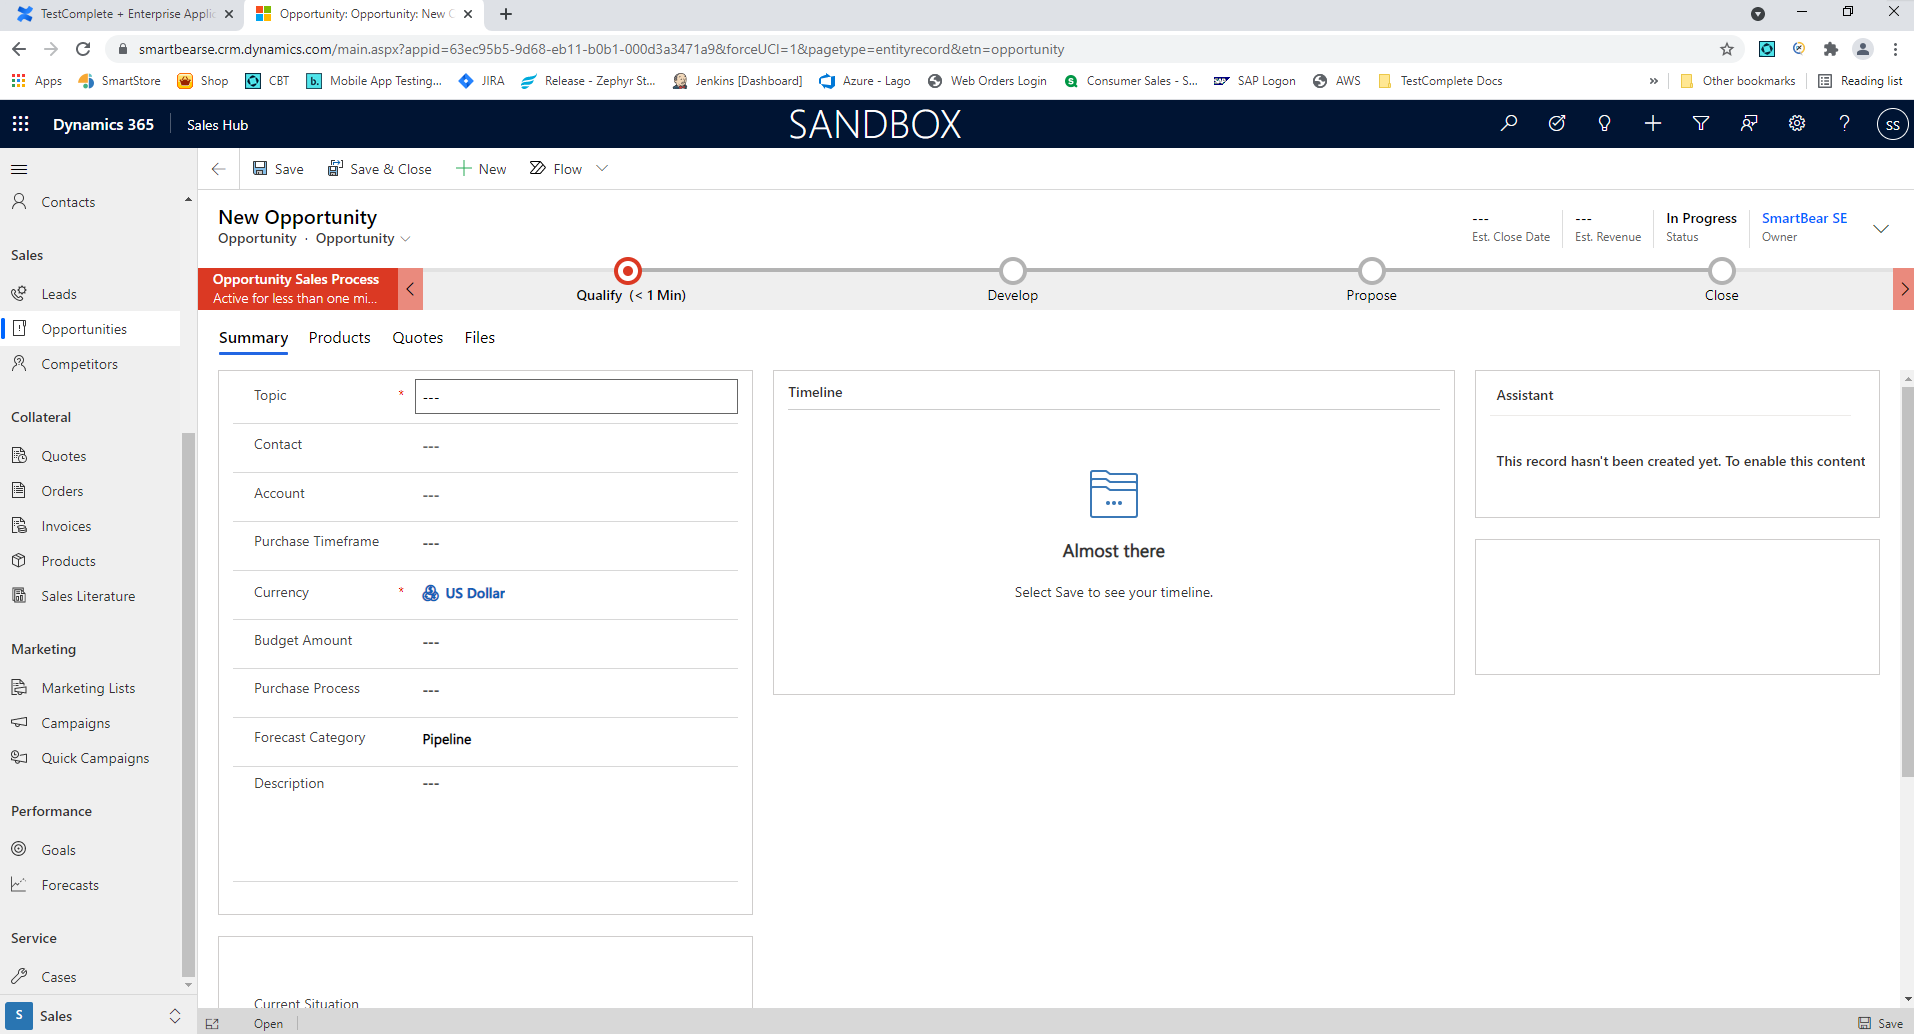 TestComplete + Enterprise Applic
Opportunity: Opportunity: New C
smartbearse.crm.dynamics.com/main.aspx?appid=63ec95b5-9d68-eb11-b0b1-000d3a3471a9&forceUCI=1&pagetype=entityrecord&etn=opportunity
Apps
SmartStore
Shop
CBT
b. Mobile App Testing...
JIRA
Release - Zephyr St...
Jenkins [Dashboard]
Azure - Lago
Web Orders Login
S Consumer Sales - S...
SAP SAP Logon
AWS
TestComplete Docs
»
Other bookmarks
Reading list
Dynamics 365
Sales Hub
SANDBOX
SS
Contacts
Sales
Leads
Opportunities
Competitors
Collateral
Quotes
Orders
Invoices
Products
Sales Literature
Marketing
Marketing Lists
Campaigns
Quick Campaigns
Performance
Goals
Forecasts
Service
Cases
S Sales
Save
Save & Close
New
Flow
New Opportunity
Opportunity · Opportunity
---
Est. Close Date
---
Est. Revenue
In Progress
Status
SmartBear SE
Owner
Opportunity Sales Process
Active for less than one mi...
Qualify (< 1 Min)
Develop
Propose
Close
Summary
Products
Quotes
Files
Topic * ---
Contact ---
Account ---
Purchase Timeframe ---
Currency * US Dollar
Budget Amount ---
Purchase Process ---
Forecast Category Pipeline
Description ---
Current Situation
Timeline
Almost there
Select Save to see your timeline.
Assistant
This record hasn't been created yet. To enable this content
Open
Save